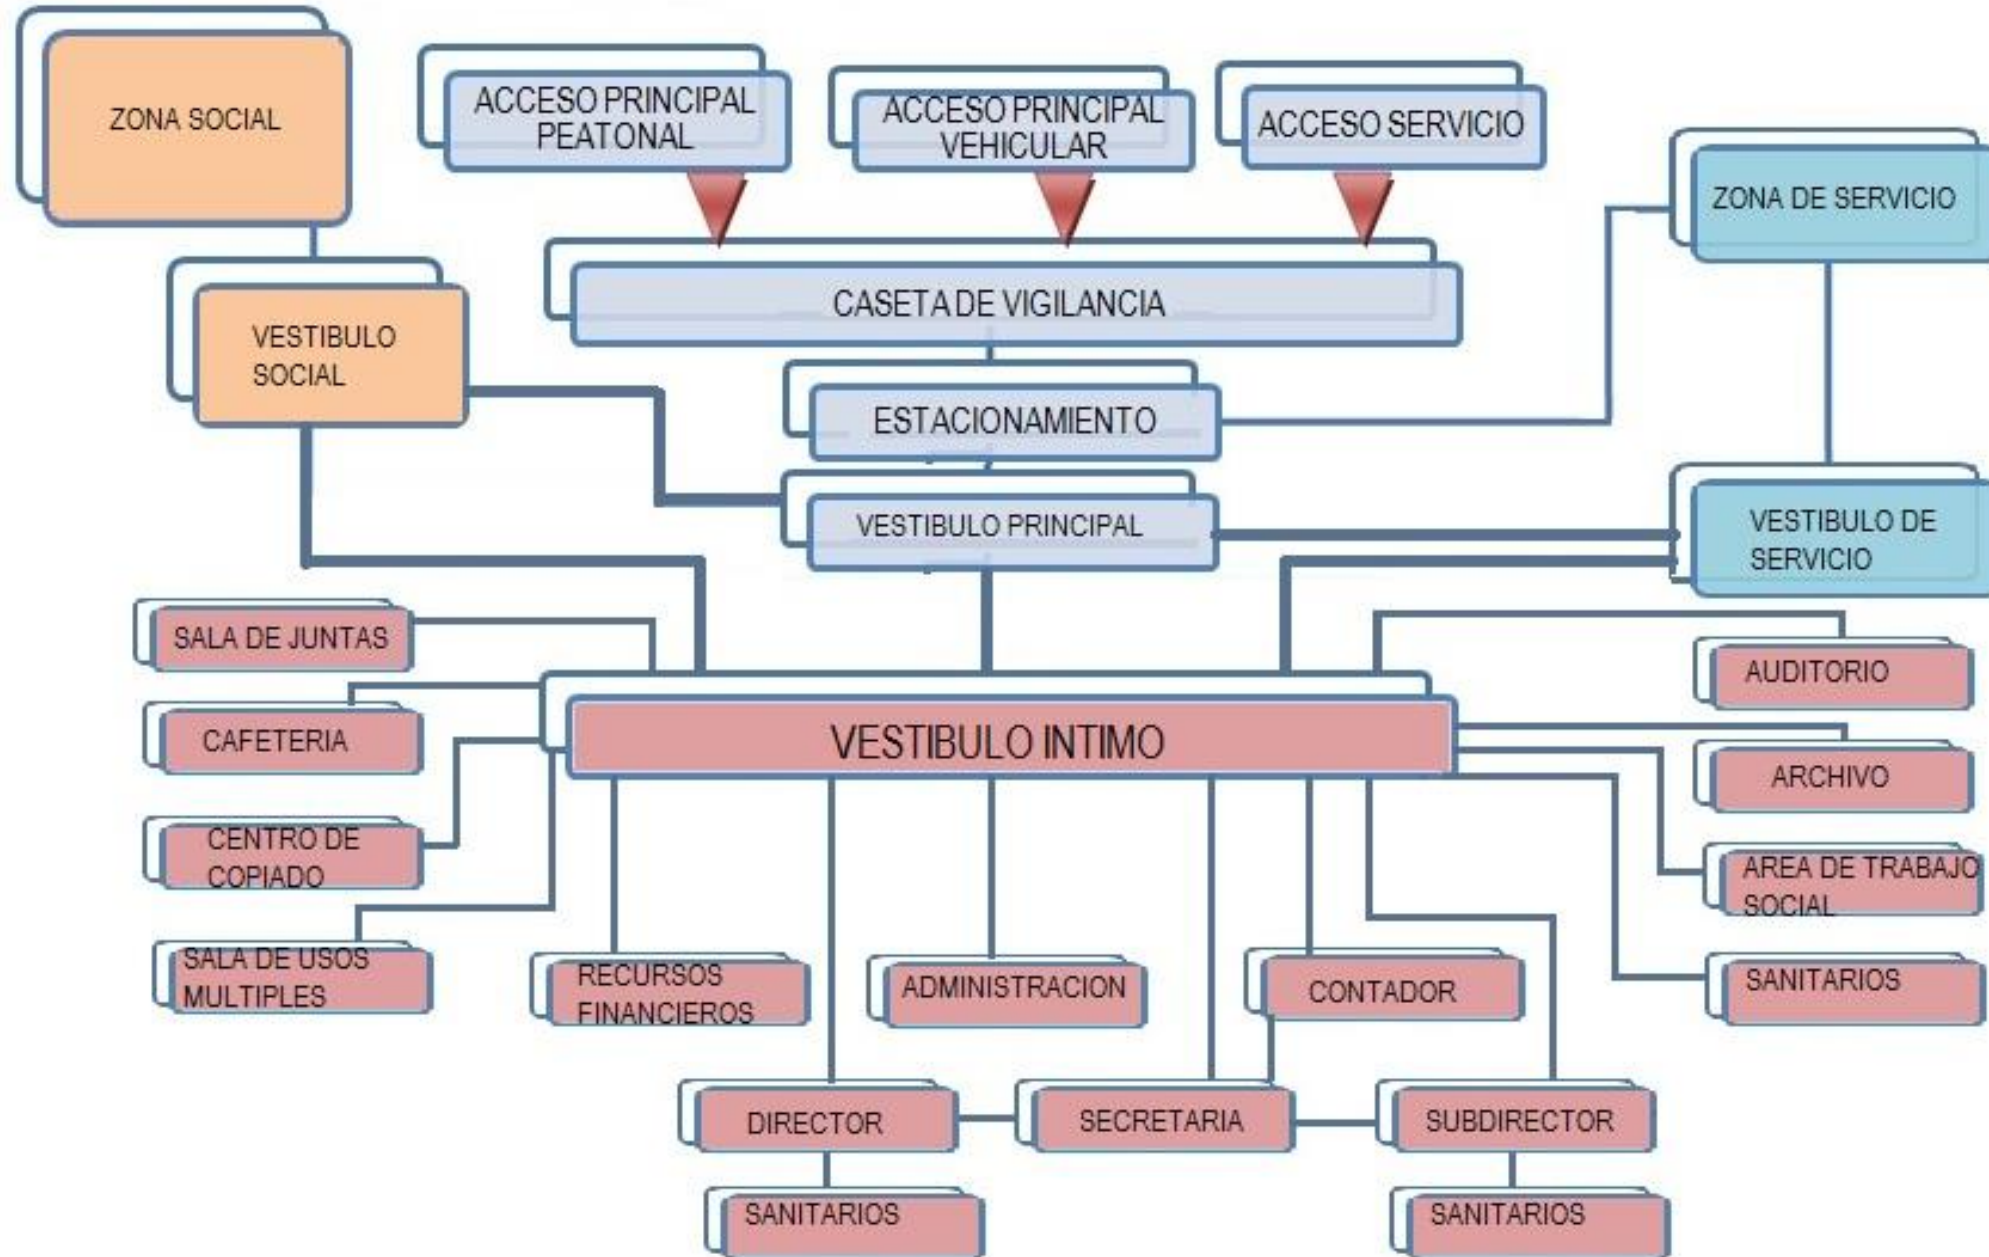 ZONA SOCIAL
ACCESO PRINCIPAL
PEATONAL
ACCESO PRINCIPAL
VEHICULAR
ACCESO SERVICIO
ZONA DE SERVICIO
CASETA DE VIGILANCIA
VESTIBULO
SOCIAL
ESTACIONAMIENTO
VESTIBULO PRINCIPAL
VESTIBULO DE
SERVICIO
SALA DE JUNTAS
AUDITORIO
CAFETERIA
VESTIBULO INTIMO
ARCHIVO
CENTRO DE
COPIADO
AREA DE TRABAJO
SOCIAL
SALA DE USOS
MULTIPLES
RECURSOS
FINANCIEROS
ADMINISTRACION
CONTADOR
SANITARIOS
DIRECTOR
SECRETARIA
SUBDIRECTOR
SANITARIOS
SANITARIOS